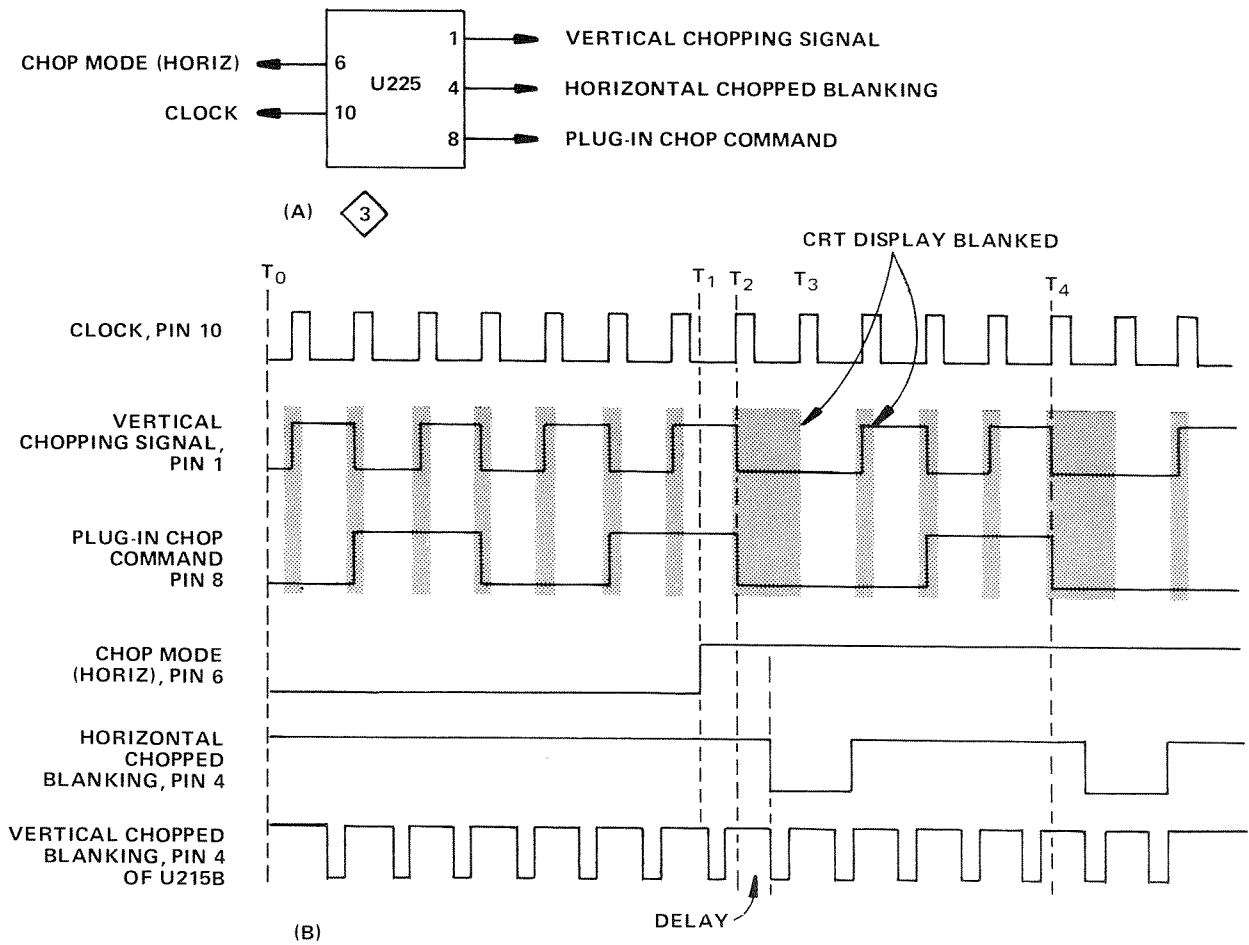 1 VERTICAL CHOPPING SIGNAL
CHOP MODE (HORIZ) 6
U225
4 HORIZONTAL CHOPPED BLANKING
CLOCK 10
8 PLUG-IN CHOP COMMAND
(A) 3
CRT DISPLAY BLANKED
T0 T1 T2 T3 T4
CLOCK, PIN 10
VERTICAL
CHOPPING SIGNAL,
PIN 1
PLUG-IN CHOP
COMMAND
PIN 8
CHOP MODE
(HORIZ), PIN 6
HORIZONTAL
CHOPPED
BLANKING, PIN 4
VERTICAL CHOPPED
BLANKING, PIN 4
OF U215B
DELAY
(B)